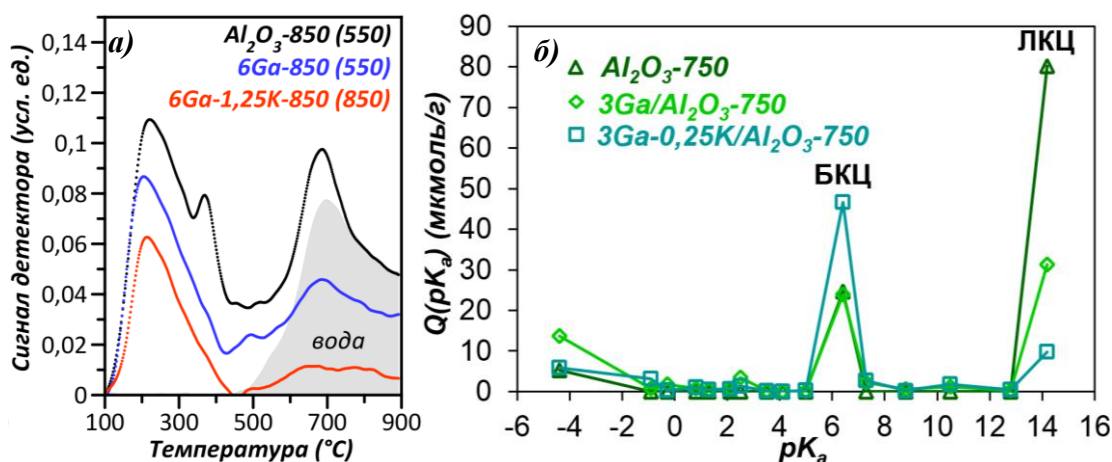 а)
Al₂O₃-850 (550)
6Ga-850 (550)
6Ga-1,25K-850 (850)
вода
0,14
0,12
0,1
0,08
0,06
0,04
0,02
0
100 300 500 700 900
Температура (°C)
Сигнал детектора (усл. ед.)
б)
Al₂O₃-750
3Ga/Al₂O₃-750
3Ga-0,25K/Al₂O₃-750
БКЦ
ЛКЦ
90
80
70
60
50
40
30
20
10
0
-6 -4 -2 0 2 4 6 8 10 12 14 16
pKₐ
Q(pKₐ) (мкмоль/г)